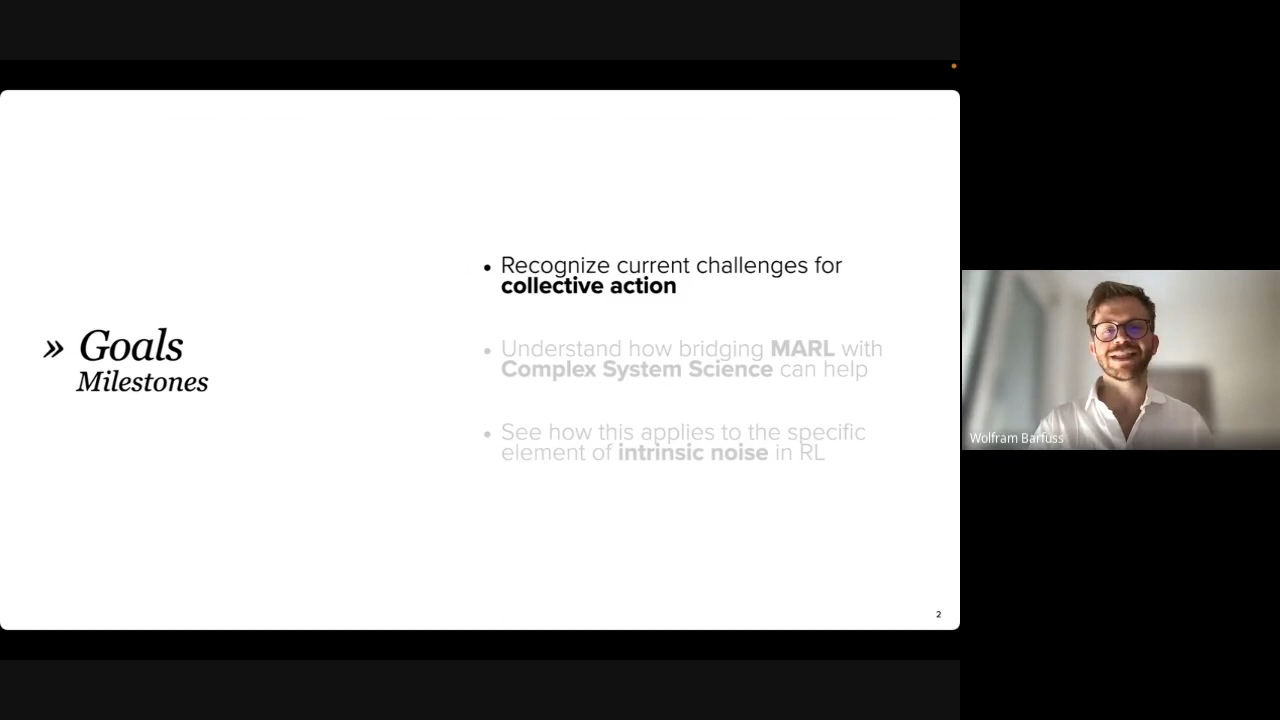 » Goals
Milestones
• Recognize current challenges for
collective action
• Understand how bridging MARL with
Complex System Science can help
• See how this applies to the specific
element of intrinsic noise in RL
2
Wolfram Barfuss